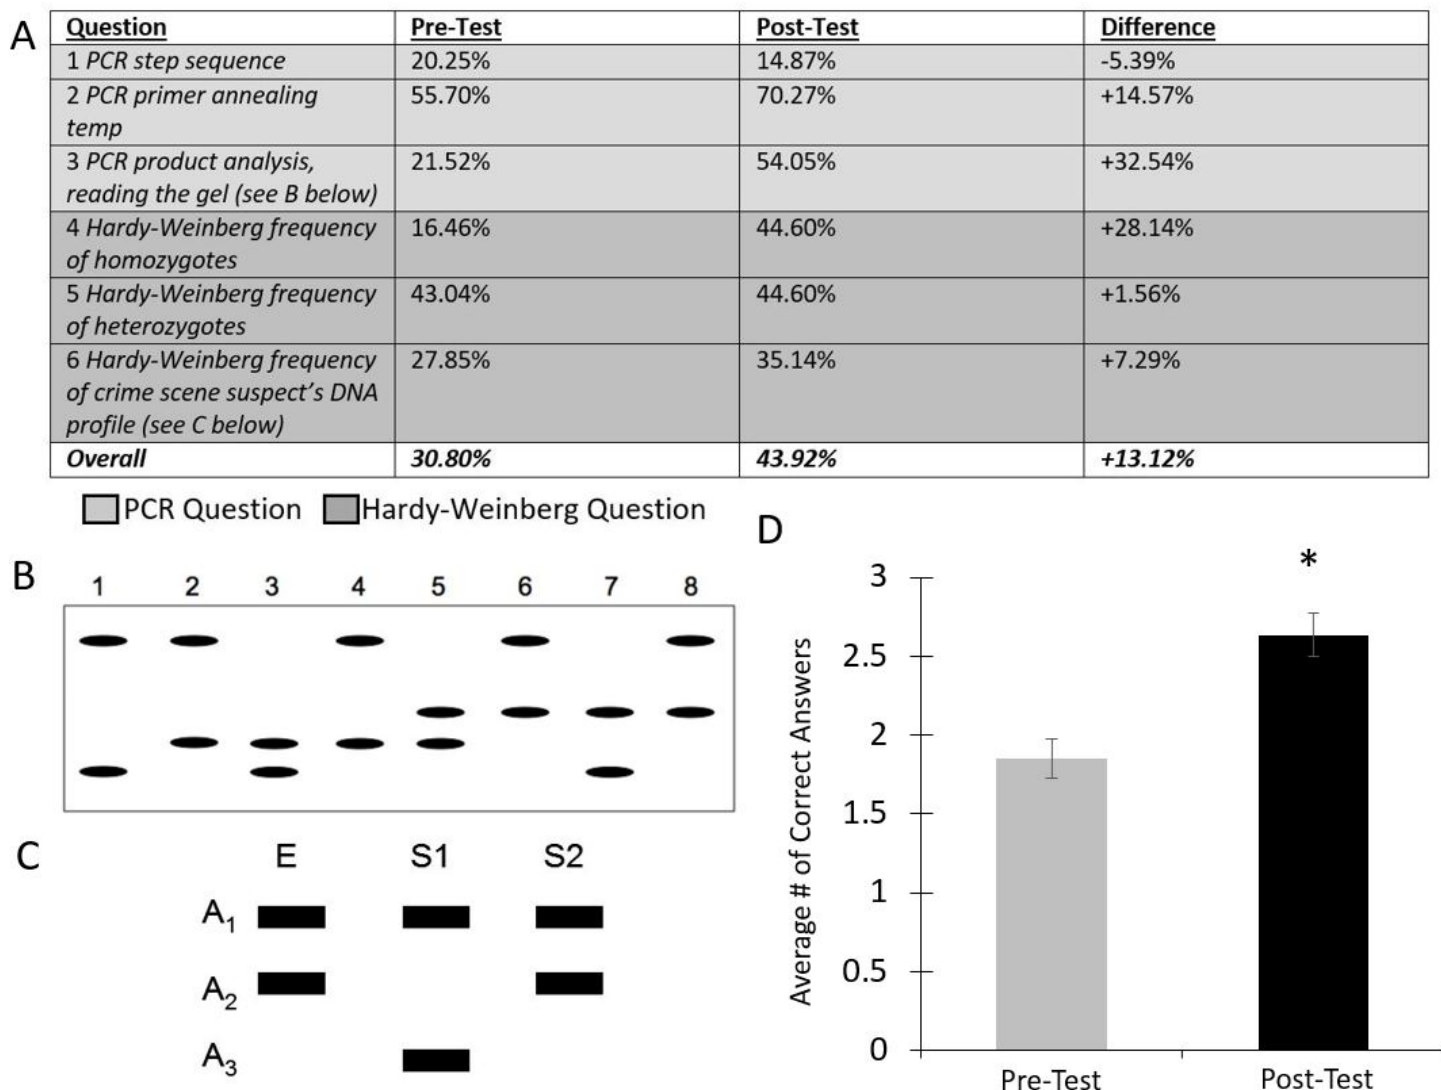 A
Question Pre-Test Post-Test Difference
1 PCR step sequence 20.25% 14.87% -5.39%
2 PCR primer annealing 55.70% 70.27% +14.57%
temp
3 PCR product analysis, 21.52% 54.05% +32.54%
reading the gel (see B below)
4 Hardy-Weinberg frequency 16.46% 44.60% +28.14%
of homozygotes
5 Hardy-Weinberg frequency 43.04% 44.60% +1.56%
of heterozygotes
6 Hardy-Weinberg frequency 27.85% 35.14% +7.29%
of crime scene suspect's DNA
profile (see C below)
Overall 30.80% 43.92% +13.12%
PCR Question Hardy-Weinberg Question
B
1 2 3 4 5 6 7 8
C
E S1 S2
A₁
A₂
A₃
D
*
Average # of Correct Answers
3
2.5
2
1.5
1
0.5
0
Pre-Test Post-Test